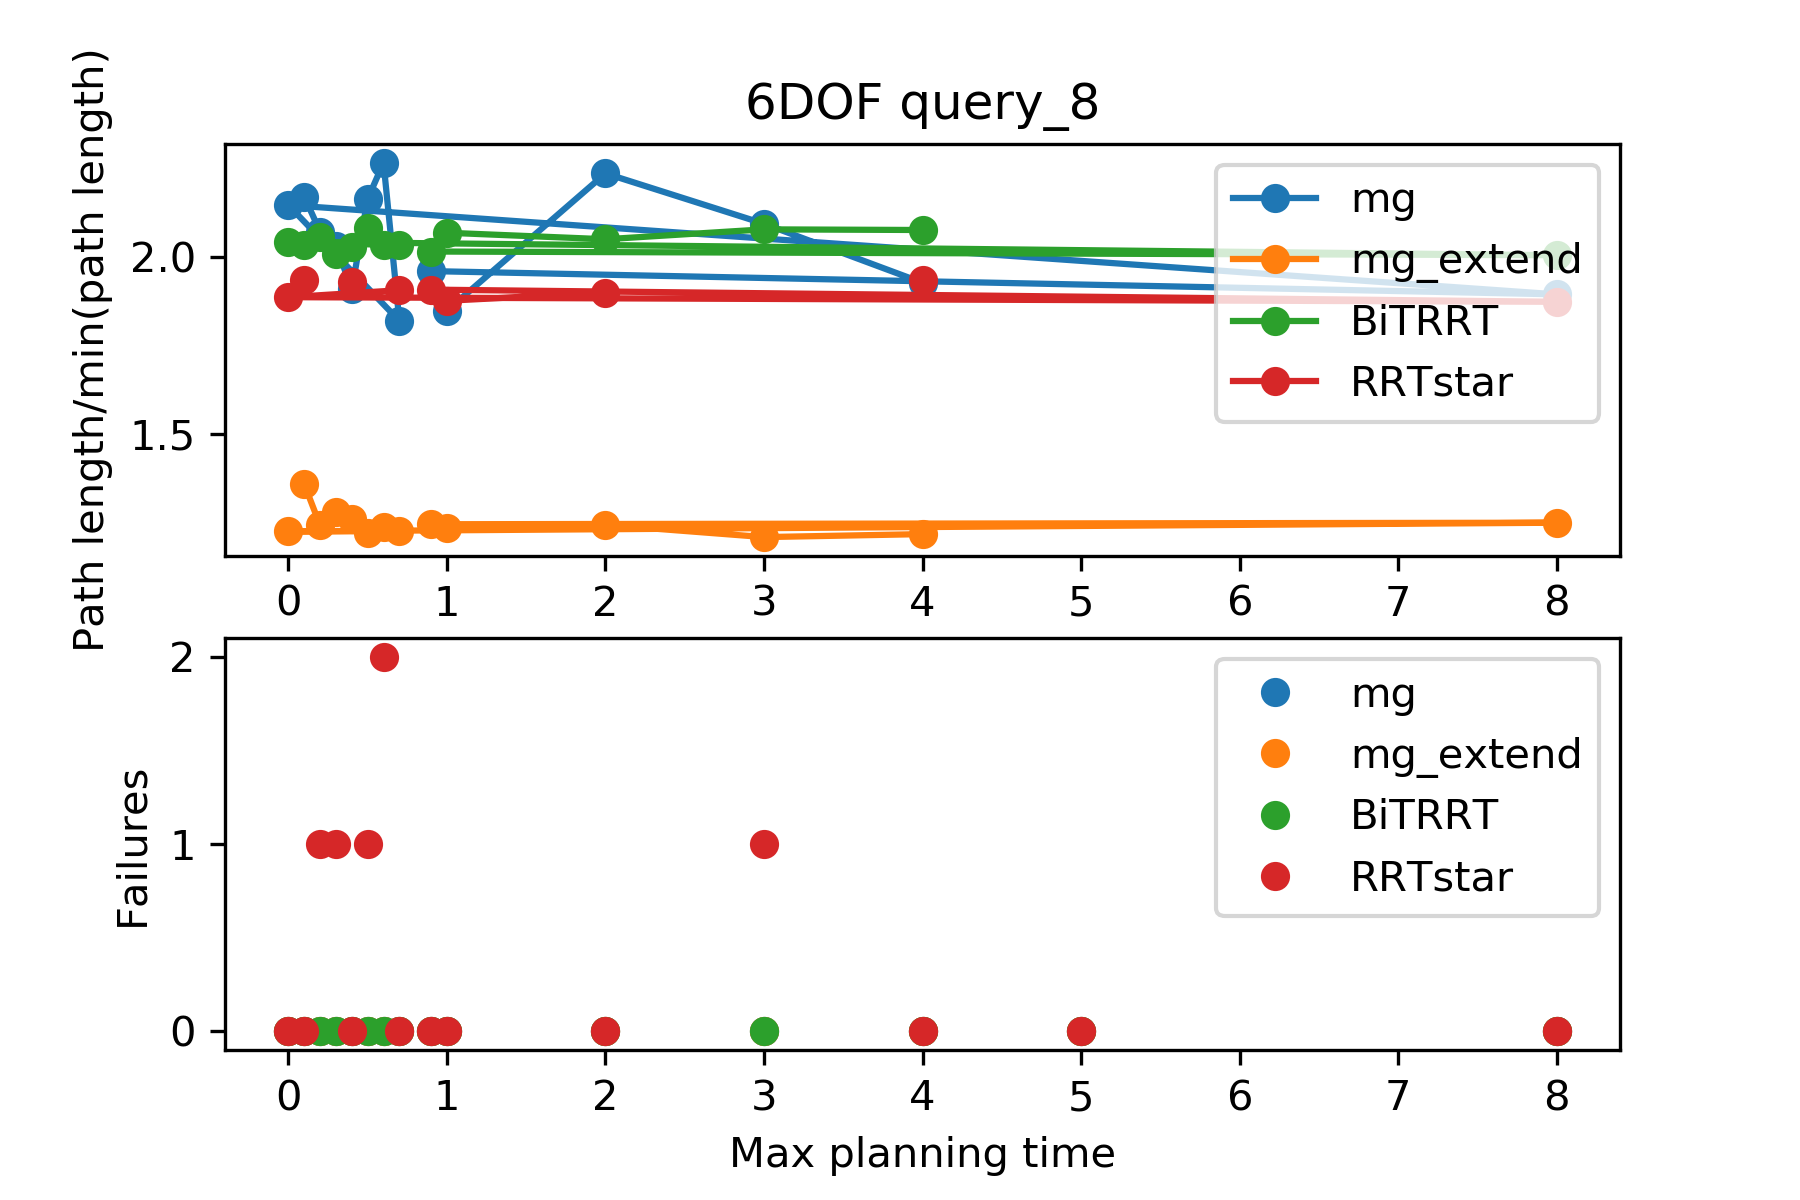 6DOF query_8
Path length/min(path length)
2.0
1.5
0 1 2 3 4 5 6 7 8
mg
mg_extend
BiTRRT
RRTstar
Failures
2
1
0
0 1 2 3 4 5 6 7 8
mg
mg_extend
BiTRRT
RRTstar
Max planning time